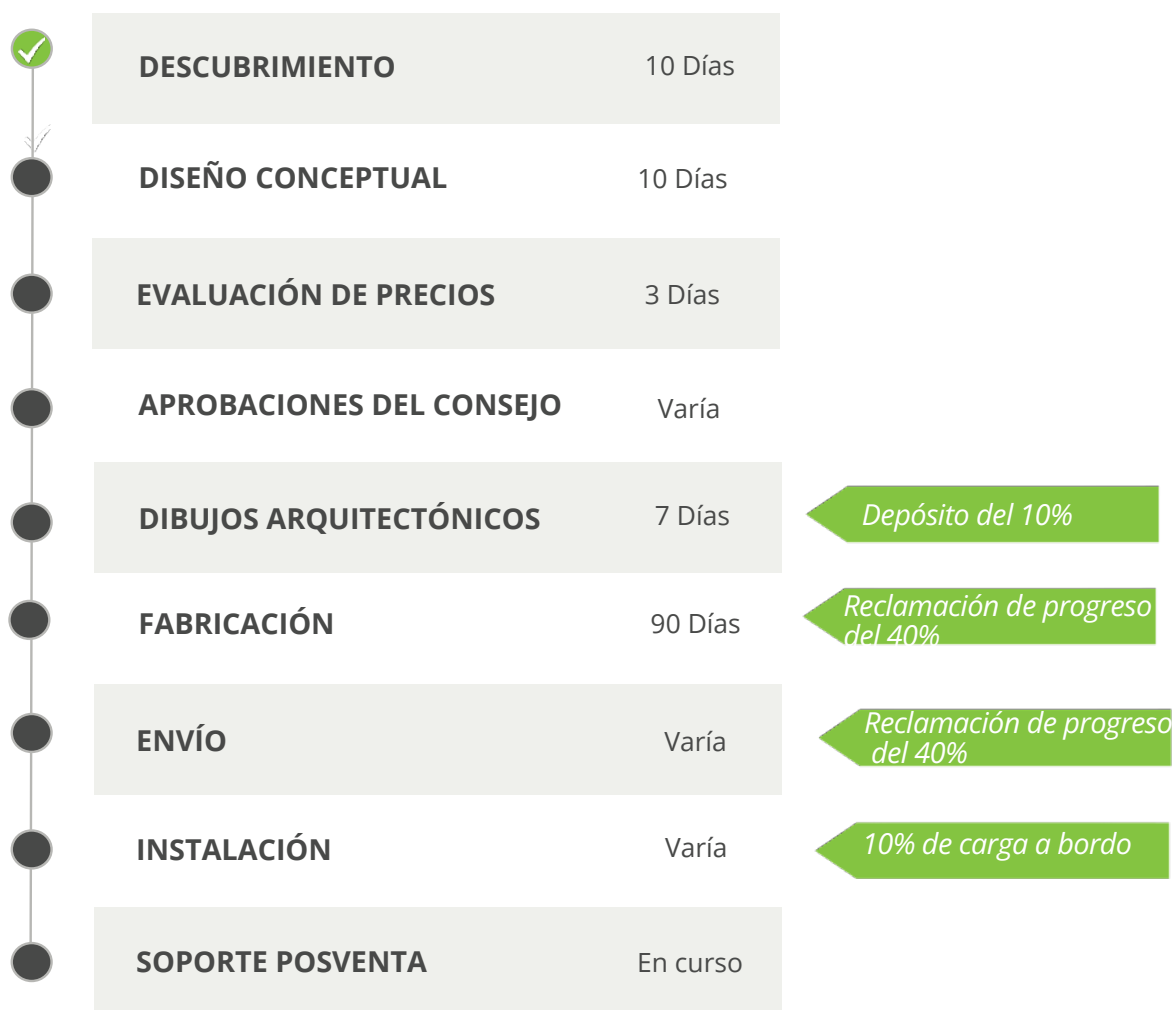 DESCUBRIMIENTO 10 Días
DISEÑO CONCEPTUAL 10 Días
EVALUACIÓN DE PRECIOS 3 Días
APROBACIONES DEL CONSEJO Varía
DIBUJOS ARQUITECTÓNICOS 7 Días Depósito del 10%
FABRICACIÓN 90 Días Reclamación de progreso
del 40%
ENVÍO Varía Reclamación de progreso
del 40%
INSTALACIÓN Varía 10% de carga a bordo
SOPORTE POSVENTA En curso